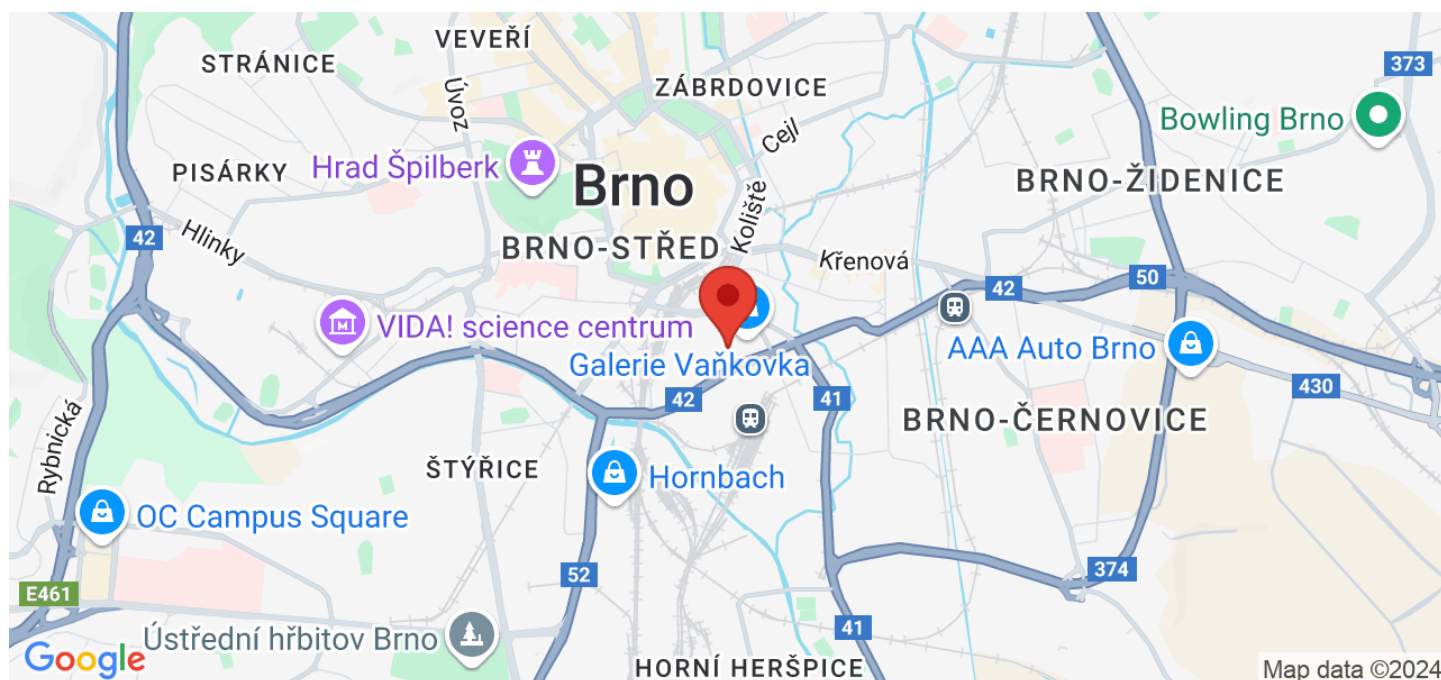 VEVEŘÍ
STRÁNICE
373
ZÁBRDOVICE
Úvoz
Bowling Brno
Cejl
Hrad Špilberk
PISÁRKY
Brno
BRNO-ŽIDENICE
Koliště
Hlinky
42
BRNO-STŘED
Křenová
50
42
VIDA! science centrum
AAA Auto Brno
Galerie Vaňkovka
430
42
41
BRNO-ČERNOVICE
Rybnická
ŠTÝŘICE
Hornbach
OC Campus Square
374
52
E461
41
Ústřední hřbitov Brno
Google
HORNÍ HERŠPICE
Map data ©2024